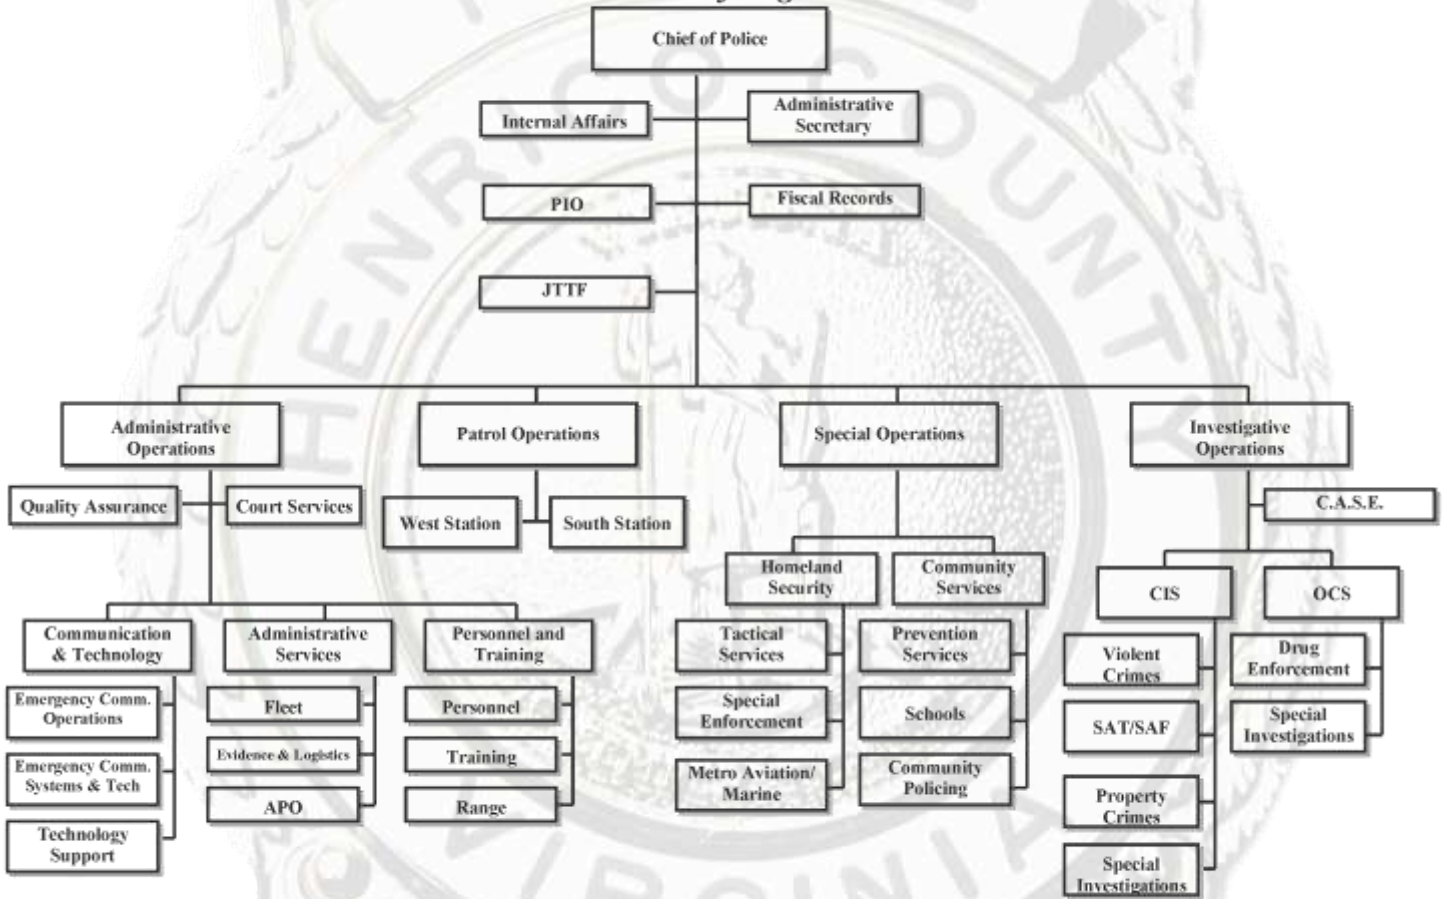 Chief of Police
Internal Affairs
Administrative
Secretary
PIO
Fiscal Records
JTTF
Administrative
Operations
Patrol Operations
Special Operations
Investigative
Operations
Quality Assurance
Court Services
West Station
South Station
C.A.S.E.
Homeland
Security
Community
Services
CIS
OCS
Communication
& Technology
Administrative
Services
Personnel and
Training
Tactical
Services
Prevention
Services
Violent
Crimes
Drug
Enforcement
Emergency Comm.
Operations
Fleet
Personnel
Special
Enforcement
Schools
SAT/SAF
Special
Investigations
Emergency Comm.
Systems & Tech
Evidence & Logistics
Training
Metro Aviation/
Marine
Community
Policing
Property
Crimes
Technology
Support
APO
Range
Special
Investigations
HENRICO COUNTY
VIRGINIA